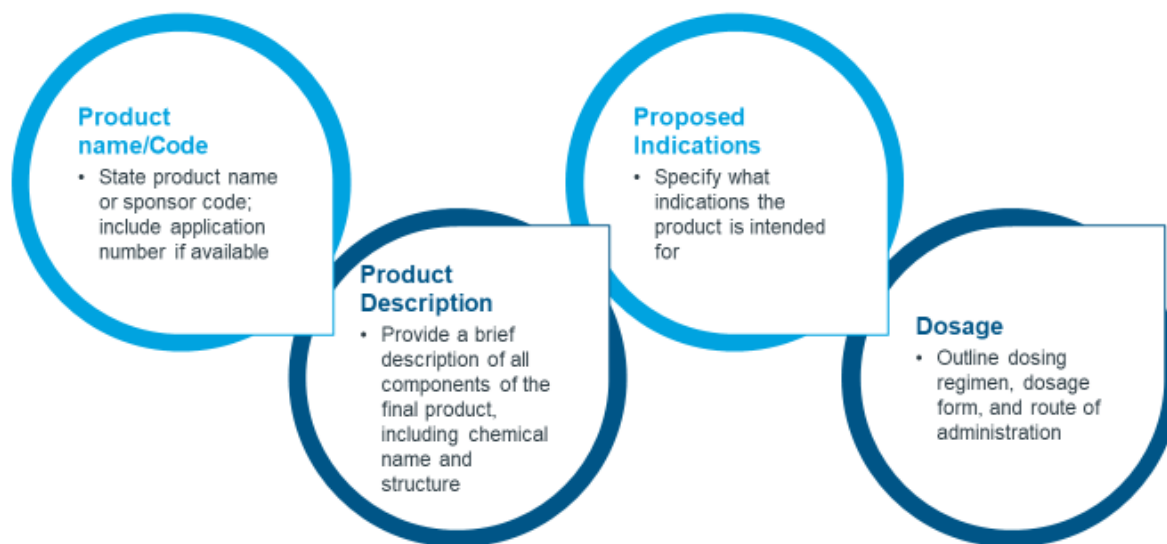 Product
name/Code
• State product name
or sponsor code;
include application
number if available
Product
Description
• Provide a brief
description of all
components of the
final product,
including chemical
name and
structure
Proposed
Indications
• Specify what
indications the
product is intended
for
Dosage
• Outline dosing
regimen, dosage
form, and route of
administration